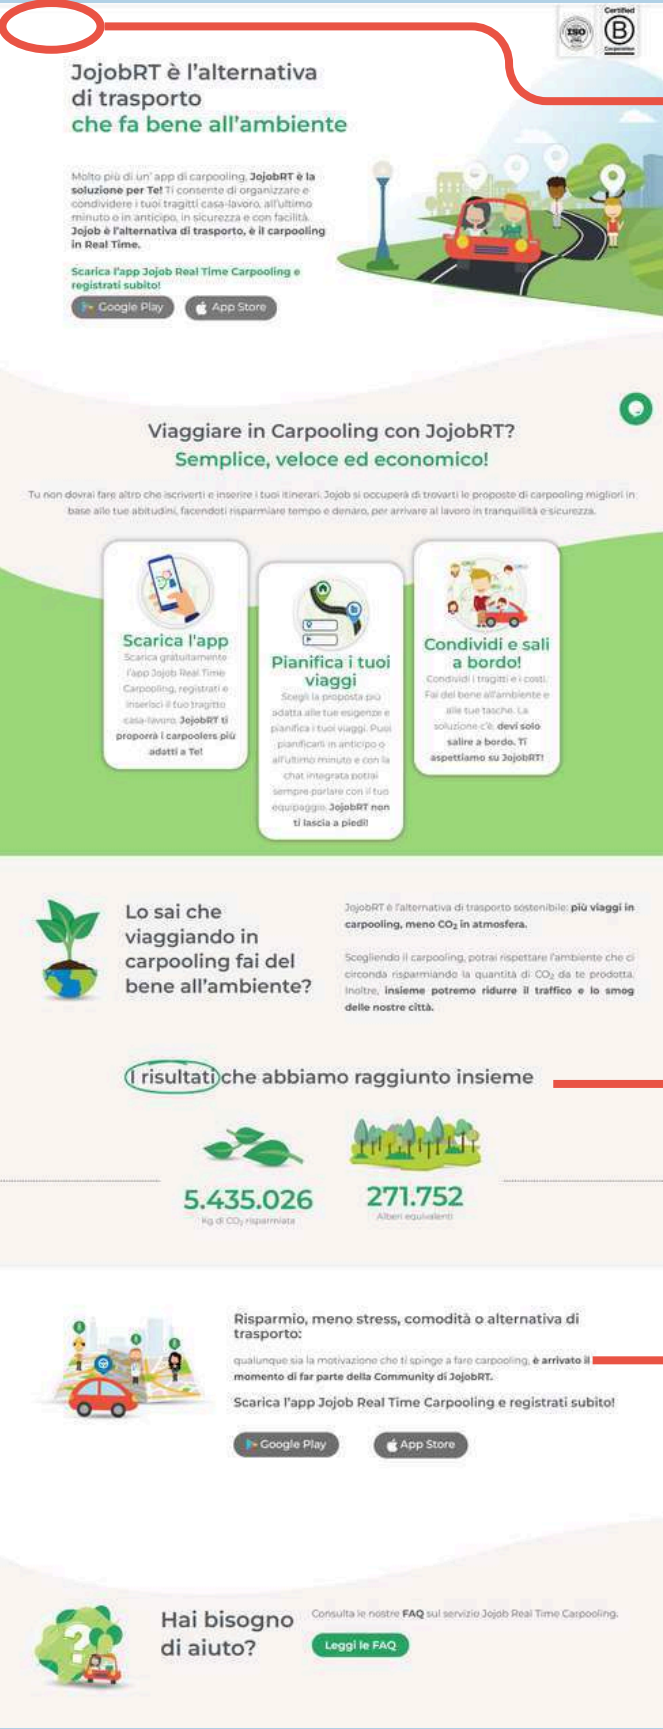 Certified
ISO
B
Corporation
JojobRT è l'alternativa
di trasporto
che fa bene all'ambiente
Molto più di un' app di carpooling, JojobRT è la
soluzione per Te! Ti consente di organizzare e
condividere i tuoi tragitti casa-lavoro, all'ultimo
minuto o in anticipo, in sicurezza e con facilità.
Jojob è l'alternativa di trasporto, è il carpooling
in Real Time.
Scarica l'app Jojob Real Time Carpooling e
registrati subito!
Google Play
App Store
Viaggiare in Carpooling con JojobRT?
Semplice, veloce ed economico!
Tu non dovrai fare altro che iscriverti e inserire i tuoi itinerari. Jojob si occuperà di trovarti le proposte di carpooling migliori in
base alle tue abitudini, facendoti risparmiare tempo e denaro, per arrivare al lavoro in tranquillità e sicurezza.
Scarica l'app
Scarica gratuitamente
l'app Jojob Real Time
Carpooling, registrati e
inserisci il tuo tragitto
casa-lavoro. JojobRT ti
proporrà i carpoolers più
adatti a Te!
Pianifica i tuoi
viaggi
Scegli la proposta più
adatta alle tue esigenze e
pianifica i tuoi viaggi. Puoi
pianificarli in anticipo o
all'ultimo minuto e con la
chat integrata potrai
sempre parlare con il tuo
equipaggio. JojobRT non
ti lascia a piedi!
Condividi e sali
a bordo!
Condividi i tragitti e i costi.
Fai del bene all'ambiente e
alle tue tasche. La
soluzione c'è: devi solo
salire a bordo. Ti
aspettiamo su JojobRT!
Lo sai che
viaggiando in
carpooling fai del
bene all'ambiente?
JojobRT è l'alternativa di trasporto sostenibile: più viaggi in
carpooling, meno CO₂ in atmosfera.
Scegliendo il carpooling, potrai rispettare l'ambiente che ci
circonda risparmiando la quantità di CO₂ da te prodotta.
Inoltre, insieme potremo ridurre il traffico e lo smog
delle nostre città.
I risultati che abbiamo raggiunto insieme
5.435.026
Kg di CO₂ risparmiata
271.752
Alberi equivalenti
Risparmio, meno stress, comodità o alternativa di
trasporto:
qualunque sia la motivazione che ti spinge a fare carpooling, è arrivato il
momento di far parte della Community di JojobRT.
Scarica l'app Jojob Real Time Carpooling e registrati subito!
Google Play
App Store
Hai bisogno
di aiuto?
Consulta le nostre FAQ sul servizio Jojob Real Time Carpooling.
Leggi le FAQ